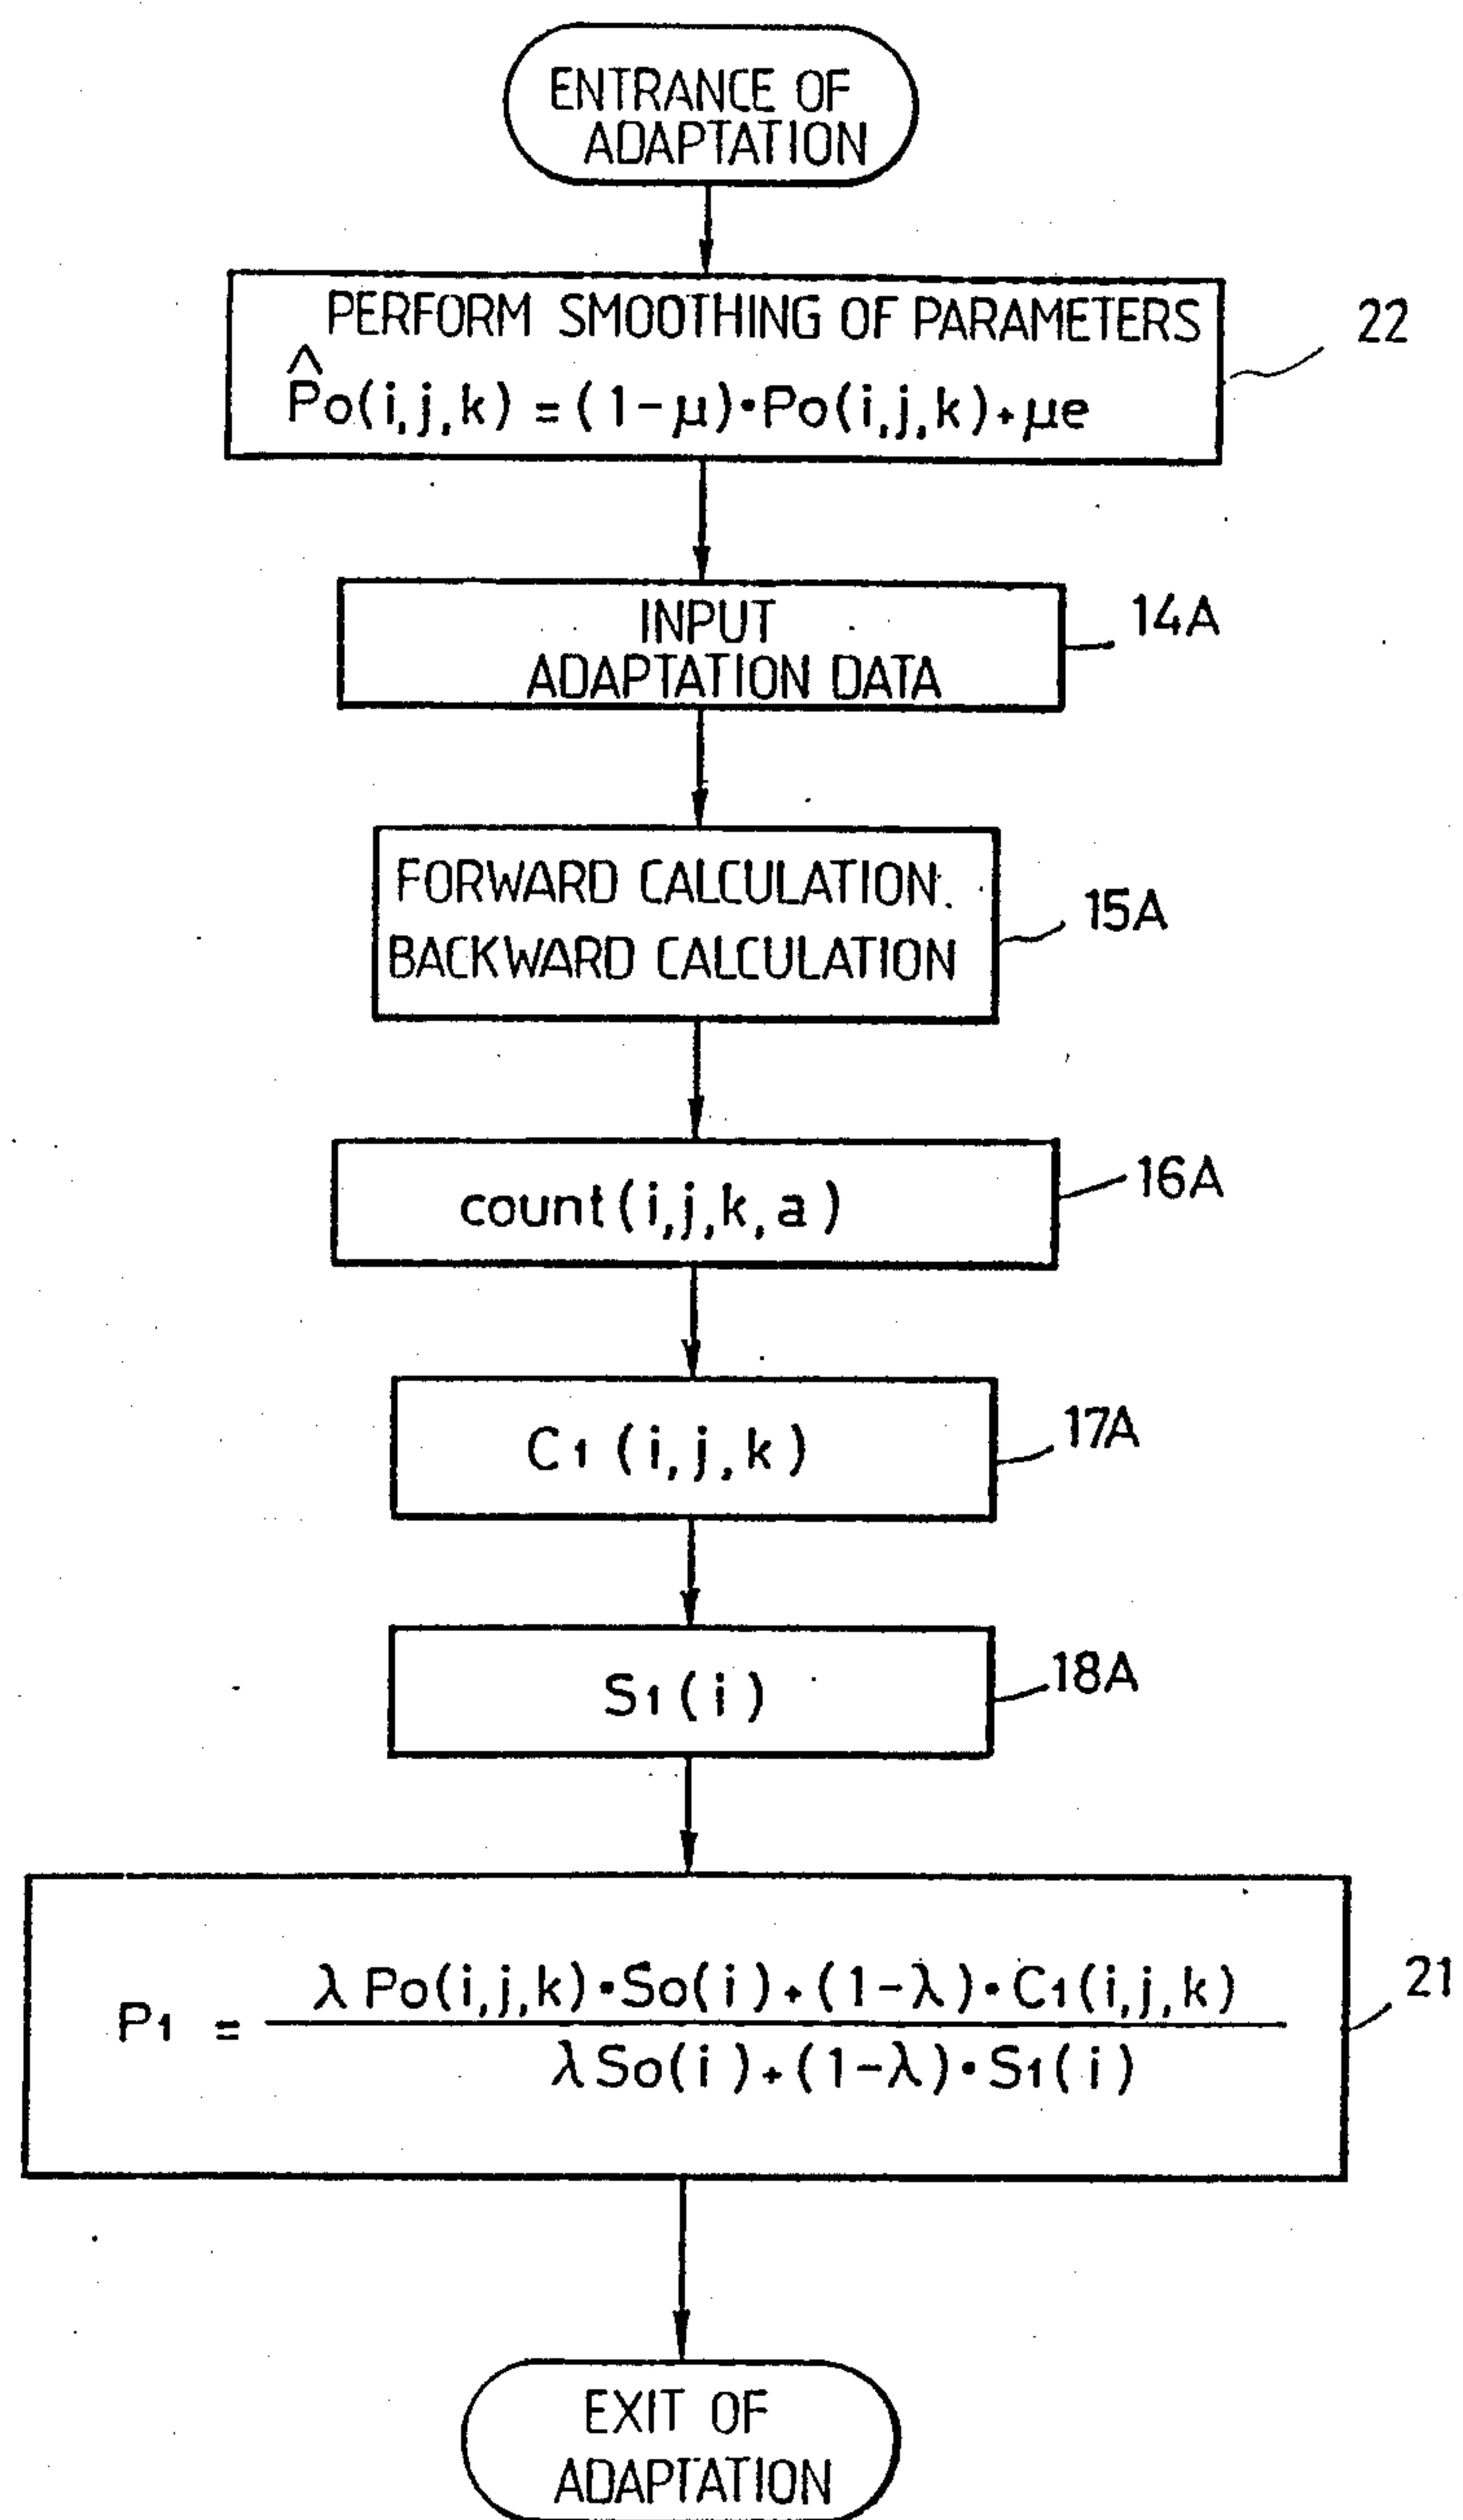 ENTRANCE OF
ADAPTATION
PERFORM SMOOTHING OF PARAMETERS
P̂o(i,j,k) = (1-μ)•Po(i,j,k)+μe
22
INPUT
ADAPTATION DATA
14A
FORWARD CALCULATION.
BACKWARD CALCULATION
15A
count(i,j,k,a)
16A
C1(i,j,k)
17A
S1(i)
18A
P1 = 
λPo(i,j,k)•So(i)+(1-λ)•C1(i,j,k)
λSo(i)+(1-λ)•S1(i)
21
EXIT OF
ADAPTATION